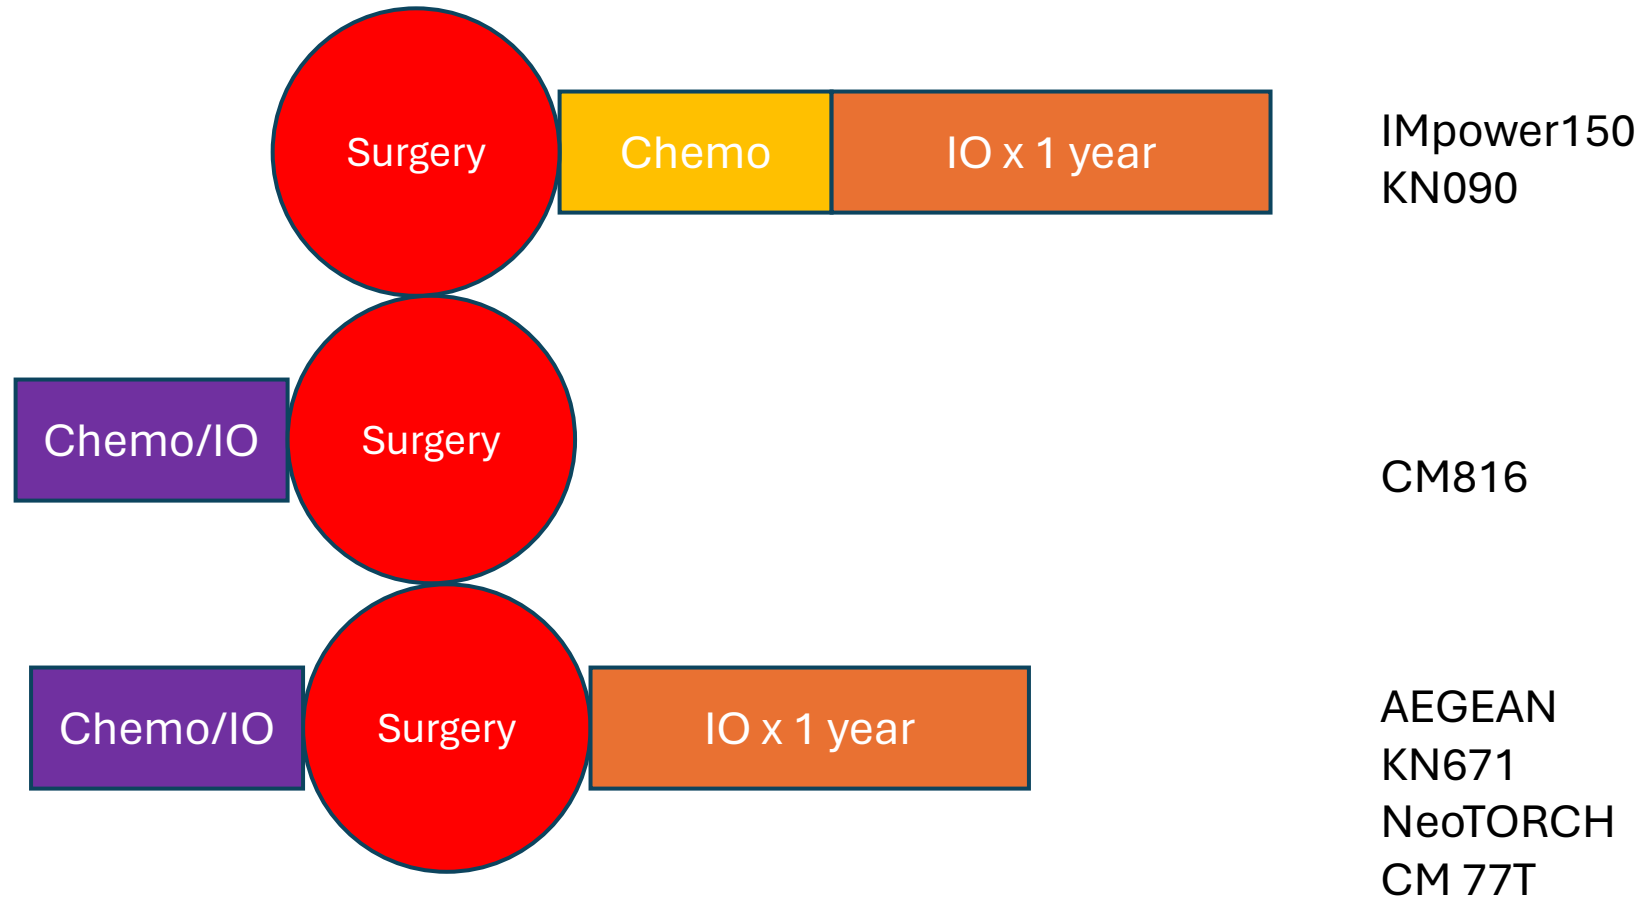 Surgery
Chemo
IO x 1 year
IMpower150
KN090
Chemo/IO
Surgery
CM816
Chemo/IO
Surgery
IO x 1 year
AEGEAN
KN671
NeoTORCH
CM 77T